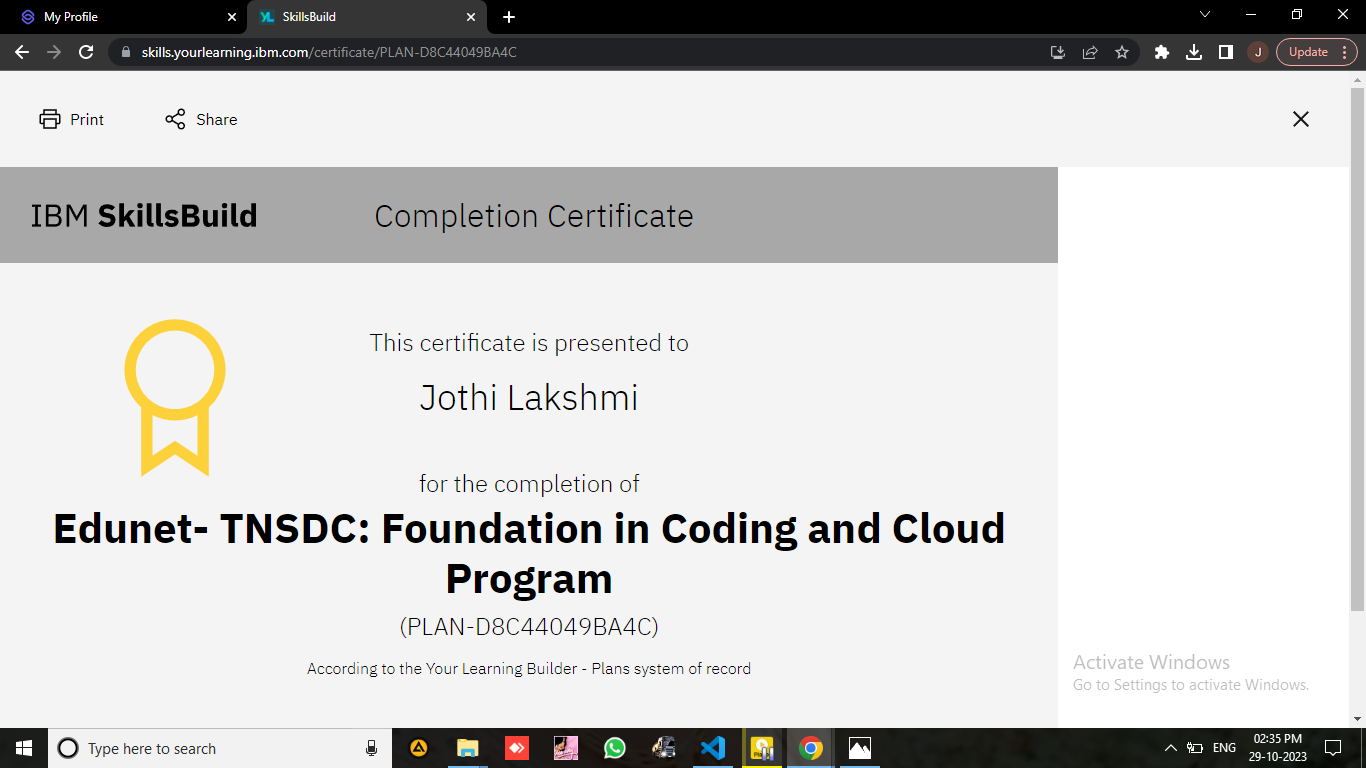 My Profile
SkillsBuild
skills.yourlearning.ibm.com/certificate/PLAN-D8C44049BA4C
J
Update
Print
Share
IBM SkillsBuild
Completion Certificate
This certificate is presented to
Jothi Lakshmi
for the completion of
Edunet- TNSDC: Foundation in Coding and Cloud
Program
(PLAN-D8C44049BA4C)
According to the Your Learning Builder - Plans system of record
Activate Windows
Go to Settings to activate Windows.
Type here to search
ENG
02:35 PM
29-10-2023